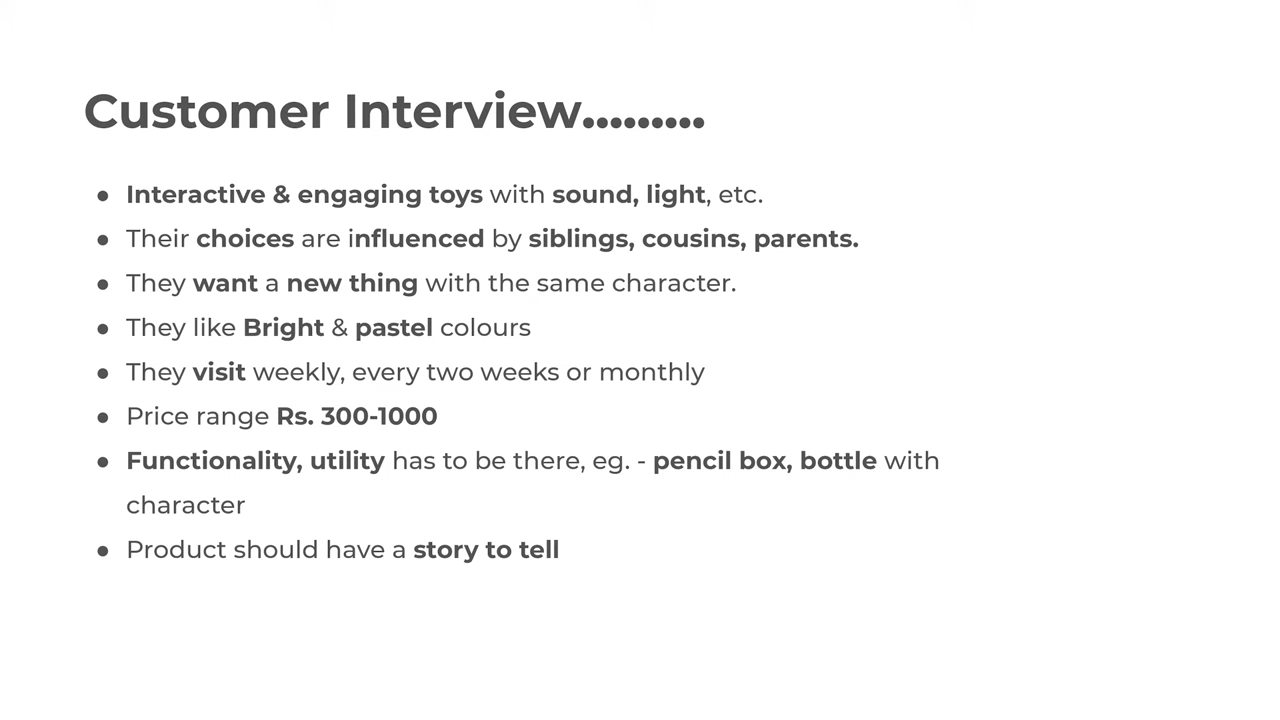 Customer Interview.........
● Interactive & engaging toys with sound, light, etc.
● Their choices are influenced by siblings, cousins, parents.
● They want a new thing with the same character.
● They like Bright & pastel colours
● They visit weekly, every two weeks or monthly
● Price range Rs. 300-1000
● Functionality, utility has to be there, eg. - pencil box, bottle with
character
● Product should have a story to tell